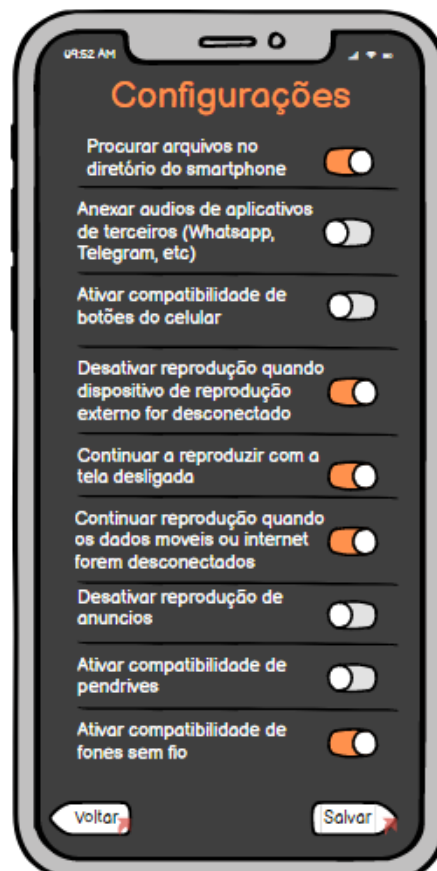 09:52 AM
Configurações
Procurar arquivos no
diretório do smartphone
Anexar audios de aplicativos
de terceiros (Whatsapp,
Telegram, etc)
Ativar compatibilidade de
botões do celular
Desativar reprodução quando
dispositivo de reprodução
externo for desconectado
Continuar a reproduzir com a
tela desligada
Continuar reprodução quando
os dados moveis ou internet
forem desconectados
Desativar reprodução de
anuncios
Ativar compatibilidade de
pendrives
Ativar compatibilidade de
fones sem fio
Voltar
Salvar